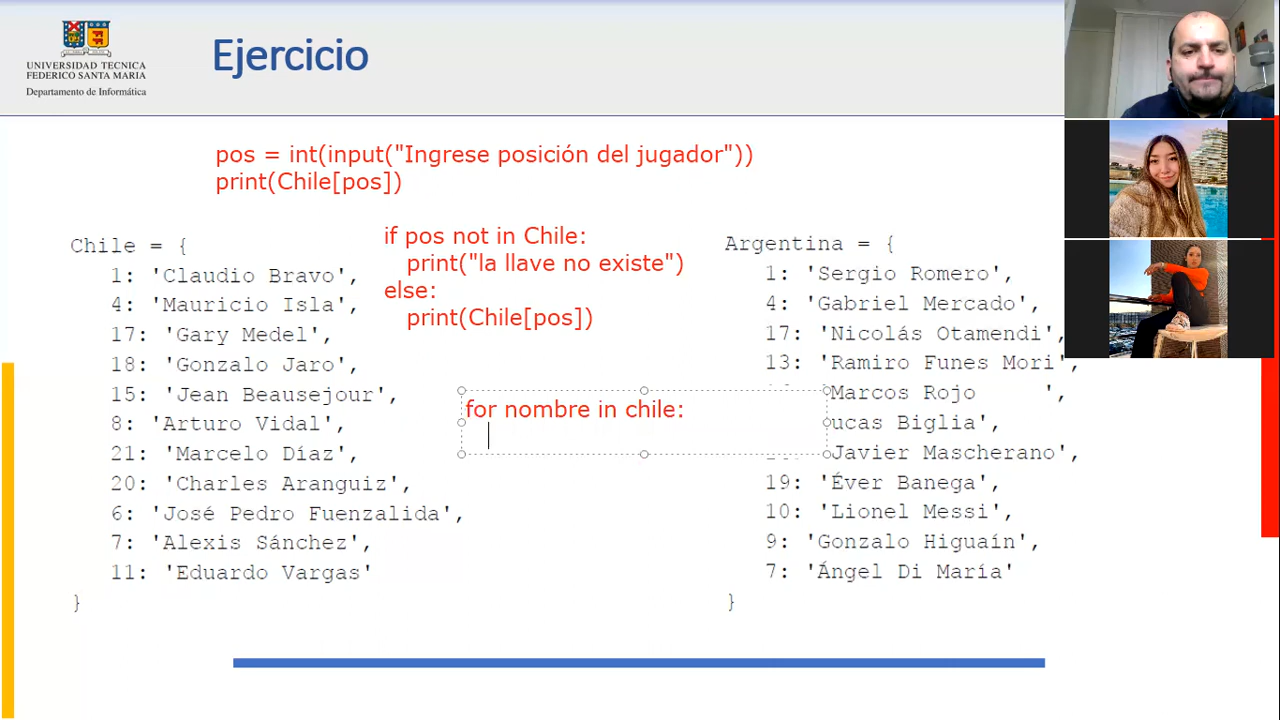 UNIVERSIDAD TECNICA
FEDERICO SANTA MARIA
Departamento de Informática
Ejercicio
pos = int(input("Ingrese posición del jugador"))
print(Chile[pos])
if pos not in Chile:
print("la llave no existe")
else:
print(Chile[pos])
Chile = {
1: 'Claudio Bravo',
4: 'Mauricio Isla',
17: 'Gary Medel',
18: 'Gonzalo Jaro',
15: 'Jean Beausejour',
8: 'Arturo Vidal',
21: 'Marcelo Díaz',
20: 'Charles Aranguiz',
6: 'José Pedro Fuenzalida',
7: 'Alexis Sánchez',
11: 'Eduardo Vargas'
}
for nombre in chile:
Argentina = {
1: 'Sergio Romero',
4: 'Gabriel Mercado',
17: 'Nicolás Otamendi',
13: 'Ramiro Funes Mori',
'Marcos Rojo ',
ucas Biglia',
'Javier Mascherano',
19: 'Éver Banega',
10: 'Lionel Messi',
9: 'Gonzalo Higuaín',
7: 'Ángel Di María'
}